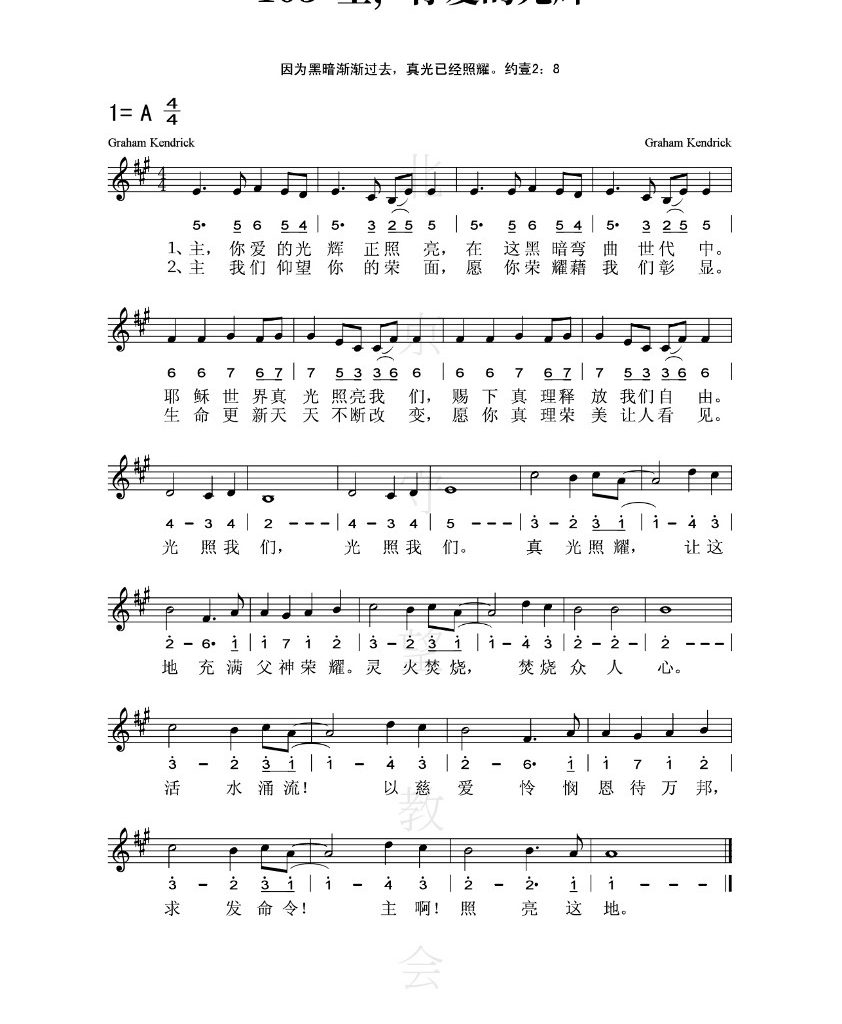 因为黑暗渐渐过去，真光已经照耀。约壹2：8
1= A 4/4
Graham Kendrick Graham Kendrick
5· 5 6 5 4 | 5· 3 2 5 5 | 5· 5 6 5 4 | 5· 3 2 5 5 |
1、主，你爱的光辉正照亮，在这黑暗弯曲世代中。
2、主我们仰望你的荣面，愿你荣耀藉我们彰显。
6 6 7 6 7 | 7 5 3 3 6 6 | 6 6 7 6 7 | 7 5 3 3 6 6 |
耶稣世界真光照亮我们，赐下真理释放我们自由。
生命更新天天不断改变，愿你真理荣美让人看见。
4 - 3 4 | 2 - - - | 4 - 3 4 | 5 - - - | 3 - 2 3 1 | 1 - 4 3 |
光照我们，光照我们。真光照耀，让这
2 - 6· 1 | 1 7 1 2 | 3 - 2 3 1 | 1 - 4 3 | 2 - 2 - | 2 - - - |
地充满父神荣耀。灵火焚烧，焚烧众人心。
3 - 2 3 1 | 1 - 4 3 | 2 - 6· 1 | 1 7 1 2 |
活水涌流！以慈爱怜悯恩待万邦，
3 - 2 3 1 | 1 - 4 3 | 2 - 2· 1 | 1 - - -
求发命令！主啊！照亮这地。
北京守望教会